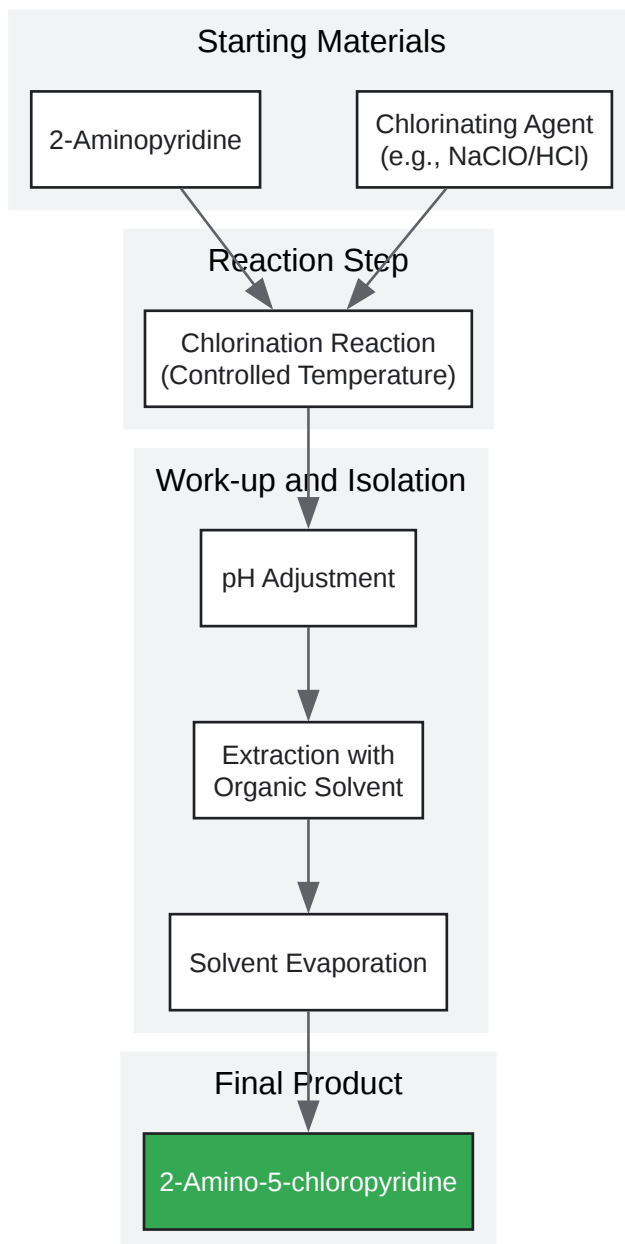 Starting Materials
2-Aminopyridine
Chlorinating Agent
(e.g., NaClO/HCl)
Reaction Step
Chlorination Reaction
(Controlled Temperature)
Work-up and Isolation
pH Adjustment
Extraction with
Organic Solvent
Solvent Evaporation
Final Product
2-Amino-5-chloropyridine